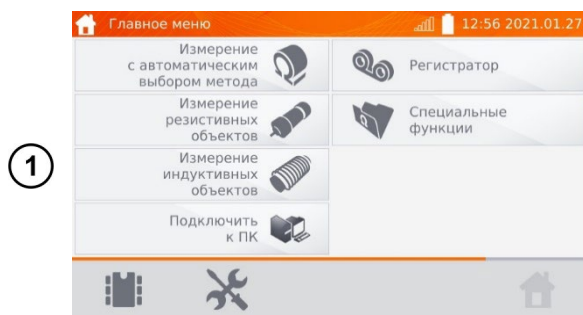 Главное меню
12:56 2021.01.27
Измерение
с автоматическим
выбором метода
Регистратор
Измерение
резистивных
объектов
Специальные
функции
1
Измерение
индуктивных
объектов
Подключить
к ПК